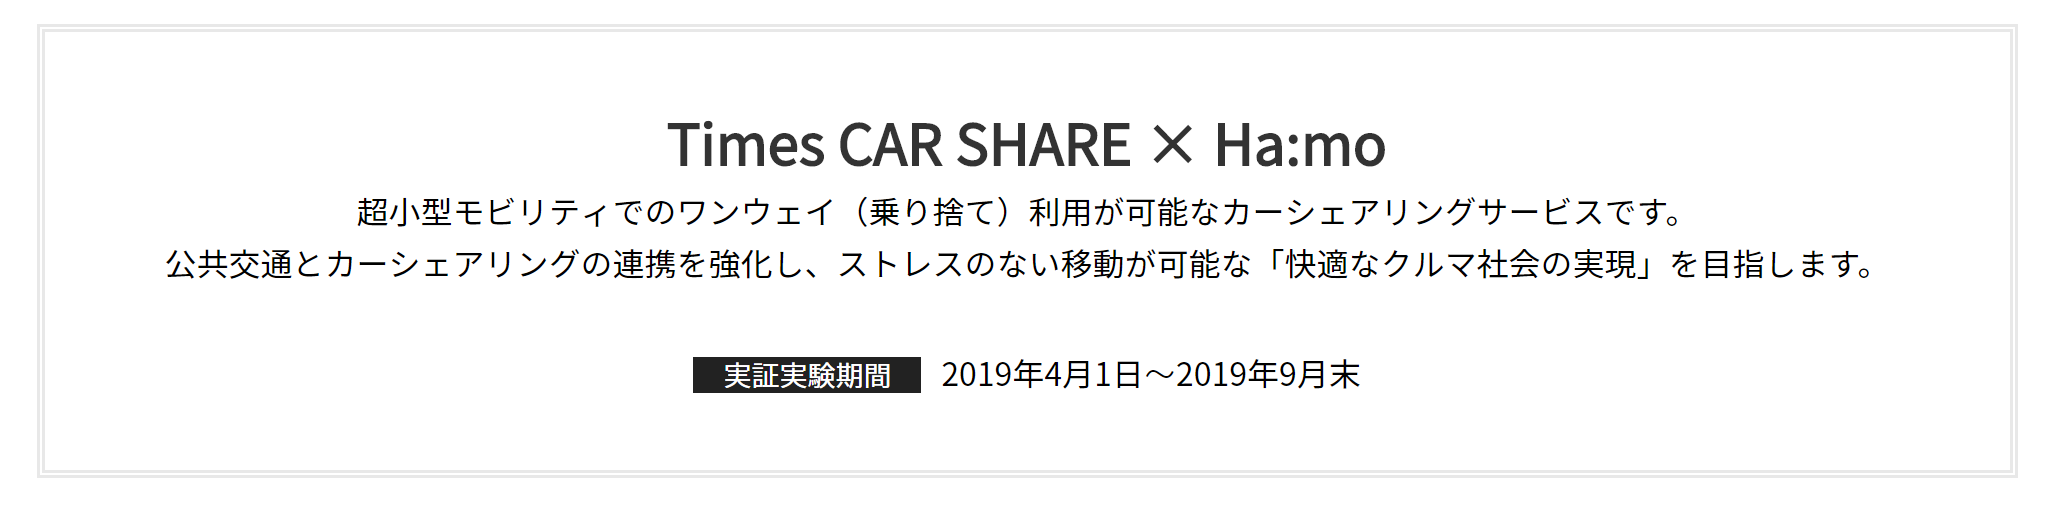 Times CAR SHARE × Ha:mo
超小型モビリティでのワンウェイ（乗り捨て）利用が可能なカーシェアリングサービスです。
公共交通とカーシェアリングの連携を強化し、ストレスのない移動が可能な「快適なクルマ社会の実現」を目指します。
実証実験期間 2019年4月1日～2019年9月末